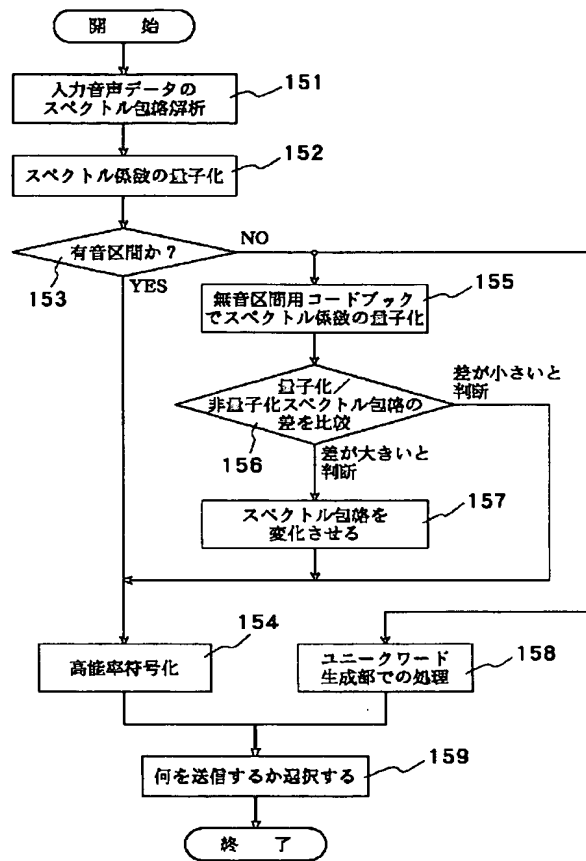 開 始
入力音声データの
スペクトル包絡解析
151
スペクトル係数の量子化
152
有音区間か?
153
NO
YES
無音区間用コードブック
でスペクトル係数の量子化
155
量子化/
非量子化スペクトル包絡の
差を比較
156
差が小さいと
判断
差が大きいと
判断
スペクトル包絡を
変化させる
157
高能率符号化
154
ユニークワード
生成部での処理
158
何を送信するか選択する
159
終 了